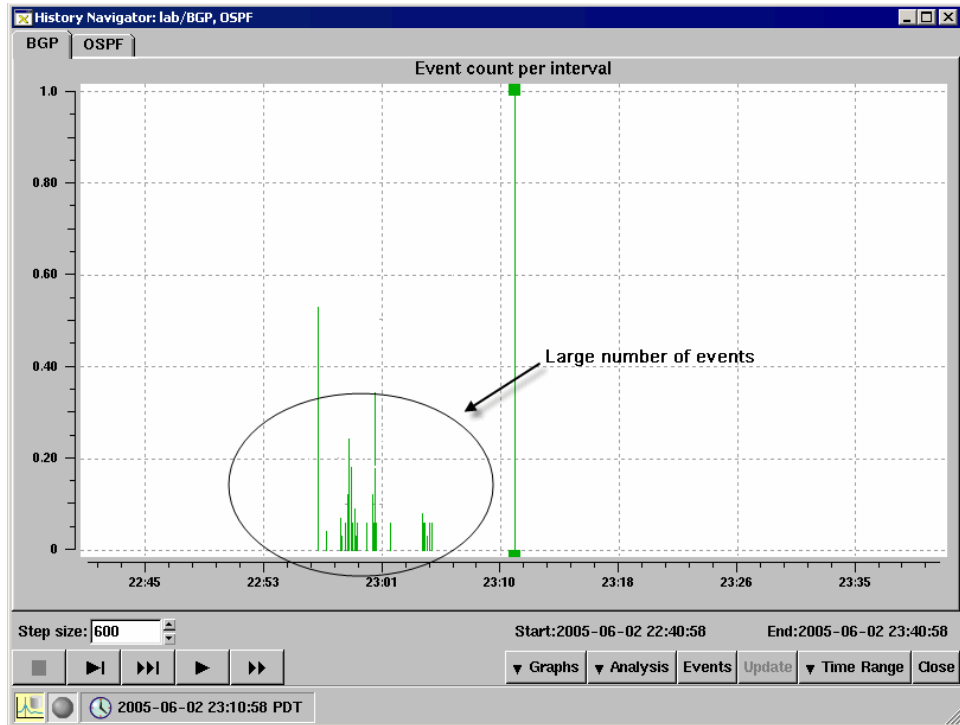 History Navigator: lab/BGP, OSPF
BGP OSPF
Event count per interval
1.0
0.80
0.60
0.40
0.20
0
Large number of events
22:45 22:53 23:01 23:10 23:18 23:26 23:35
Step size: 600 Start:2005-06-02 22:40:58 End:2005-06-02 23:40:58
Graphs Analysis Events Update Time Range Close
2005-06-02 23:10:58 PDT